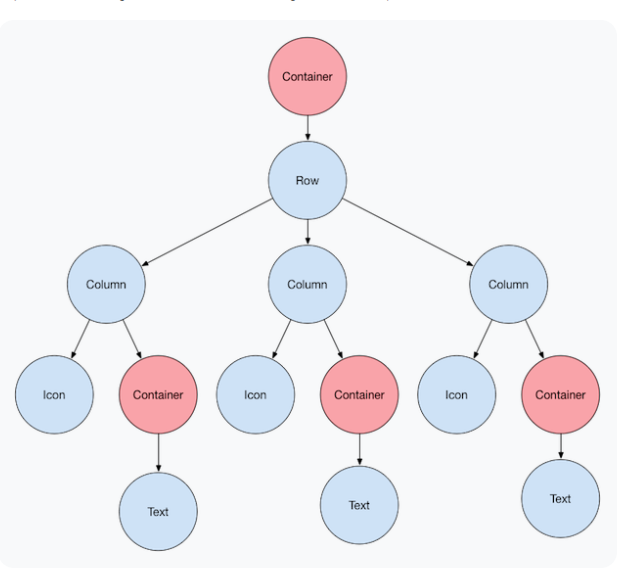 Container
Row
Column
Column
Column
Icon
Container
Icon
Container
Icon
Container
Text
Text
Text